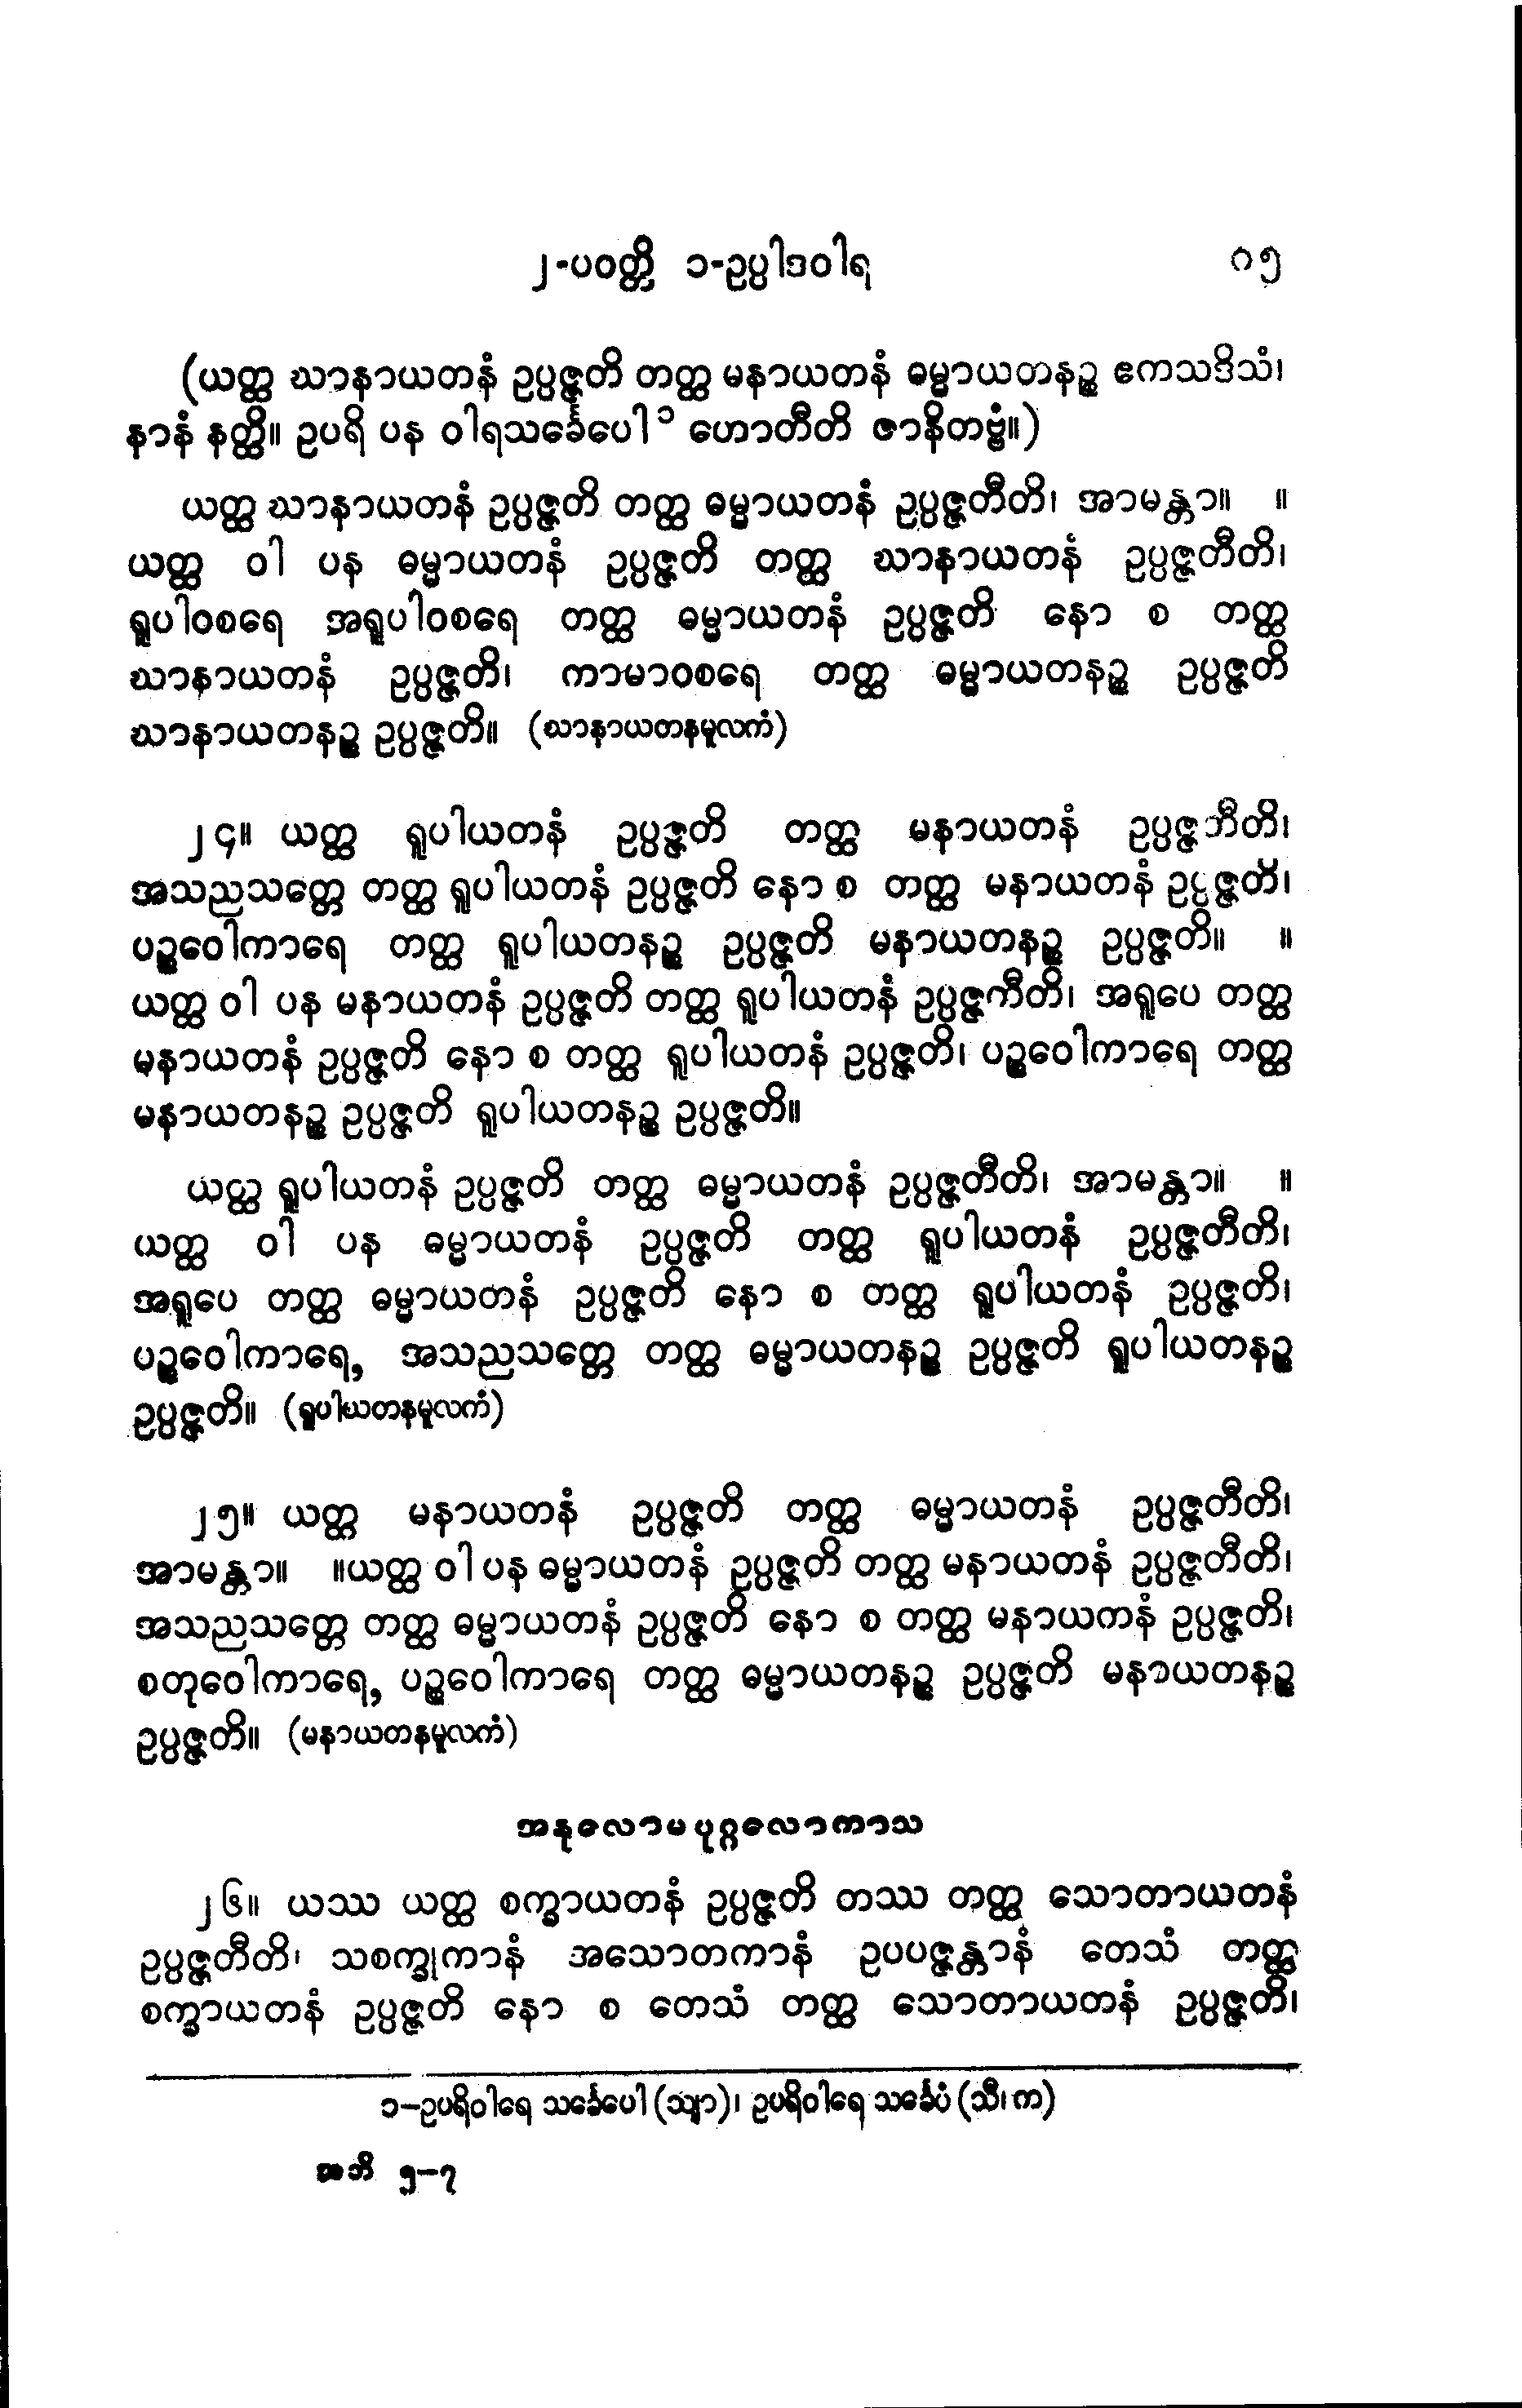 ၂-ပဝတ္တိ ၁-ဥပ္ပါဒဝါရ ၈၅
(ယတ္ထ ဃာနာယတနံ ဥပ္ပဇ္ဇတိ တတ္ထ မနာယတနံ ဓမ္မာယတနဉ္စ ဧကသဒိသံ၊
နာနံ နတ္ထိ။ ဥပရိ ပန ဝါရသင်္ခေပေါ ၁ ဟောတီတိ ဇာနိတဗ္ဗံ။)
ယတ္ထ ဃာနာယတနံ ဥပ္ပဇ္ဇတိ တတ္ထ ဓမ္မာယတနံ ဥပ္ပဇ္ဇတီတိ၊ အာမန္တာ။ ။
ယတ္ထ ဝါ ပန ဓမ္မာယတနံ ဥပ္ပဇ္ဇတိ တတ္ထ ဃာနာယတနံ ဥပ္ပဇ္ဇတီတိ၊
ရူပါဝစရေ အရူပါဝစရေ တတ္ထ ဓမ္မာယတနံ ဥပ္ပဇ္ဇတိ နော စ တတ္ထ
ဃာနာယတနံ ဥပ္ပဇ္ဇတိ၊ ကာမာဝစရေ တတ္ထ ဓမ္မာယတနဉ္စ ဥပ္ပဇ္ဇတိ
ဃာနာယတနဉ္စ ဥပ္ပဇ္ဇတိ။ (ဃာနာယတနမူလကံ)
၂၄။ ယတ္ထ ရူပါယတနံ ဥပ္ပဇ္ဇတိ တတ္ထ မနာယတနံ ဥပ္ပဇ္ဇတီတိ၊
အသညသတ္တေ တတ္ထ ရူပါယတနံ ဥပ္ပဇ္ဇတိ နော စ တတ္ထ မနာယတနံ ဥပ္ပဇ္ဇတိ၊
ပဉ္စဝေါကာရေ တတ္ထ ရူပါယတနဉ္စ ဥပ္ပဇ္ဇတိ မနာယတနဉ္စ ဥပ္ပဇ္ဇတိ။ ။
ယတ္ထ ဝါ ပန မနာယတနံ ဥပ္ပဇ္ဇတိ တတ္ထ ရူပါယတနံ ဥပ္ပဇ္ဇတီတိ၊ အရူပေ တတ္ထ
မနာယတနံ ဥပ္ပဇ္ဇတိ နော စ တတ္ထ ရူပါယတနံ ဥပ္ပဇ္ဇတိ၊ ပဉ္စဝေါကာရေ တတ္ထ
မနာယတနဉ္စ ဥပ္ပဇ္ဇတိ ရူပါယတနဉ္စ ဥပ္ပဇ္ဇတိ။
ယတ္ထ ရူပါယတနံ ဥပ္ပဇ္ဇတိ တတ္ထ ဓမ္မာယတနံ ဥပ္ပဇ္ဇတီတိ၊ အာမန္တာ။ ။
ယတ္ထ ဝါ ပန ဓမ္မာယတနံ ဥပ္ပဇ္ဇတိ တတ္ထ ရူပါယတနံ ဥပ္ပဇ္ဇတီတိ၊
အရူပေ တတ္ထ ဓမ္မာယတနံ ဥပ္ပဇ္ဇတိ နော စ တတ္ထ ရူပါယတနံ ဥပ္ပဇ္ဇတိ၊
ပဉ္စဝေါကာရေ, အသညသတ္တေ တတ္ထ ဓမ္မာယတနဉ္စ ဥပ္ပဇ္ဇတိ ရူပါယတနဉ္စ
ဥပ္ပဇ္ဇတိ။ (ရူပါယတနမူလကံ)
၂၅။ ယတ္ထ မနာယတနံ ဥပ္ပဇ္ဇတိ တတ္ထ ဓမ္မာယတနံ ဥပ္ပဇ္ဇတီတိ၊
အာမန္တာ။ ။ယတ္ထ ဝါ ပန ဓမ္မာယတနံ ဥပ္ပဇ္ဇတိ တတ္ထ မနာယတနံ ဥပ္ပဇ္ဇတီတိ၊
အသညသတ္တေ တတ္ထ ဓမ္မာယတနံ ဥပ္ပဇ္ဇတိ နော စ တတ္ထ မနာယတနံ ဥပ္ပဇ္ဇတိ၊
စတုဝေါကာရေ, ပဉ္စဝေါကာရေ တတ္ထ ဓမ္မာယတနဉ္စ ဥပ္ပဇ္ဇတိ မနာယတနဉ္စ
ဥပ္ပဇ္ဇတိ။ (မနာယတနမူလကံ)
အနုလောမပုဂ္ဂလောကာသ
၂၆။ ယဿ ယတ္ထ စက္ခာယတနံ ဥပ္ပဇ္ဇတိ တဿ တတ္ထ သောတာယတနံ
ဥပ္ပဇ္ဇတီတိ၊ သစက္ခုကာနံ အသောတကာနံ ဥပပဇ္ဇန္တာနံ တေသံ တတ္ထ
စက္ခာယတနံ ဥပ္ပဇ္ဇတိ နော စ တေသံ တတ္ထ သောတာယတနံ ဥပ္ပဇ္ဇတိ၊
၁-ဥပရိဝါရေ သင်္ခေပေါ (သျာ)၊ ဥပရိဝါရေ သင်္ခေပံ (သီ၊ က)
အဘိ ၅-၇